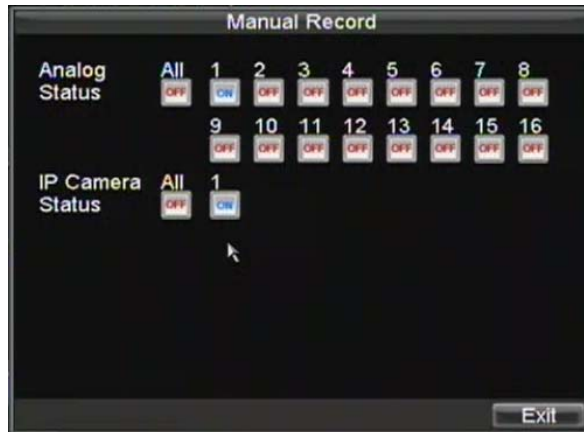 Manual Record
Analog Status All 1 2 3 4 5 6 7 8
OFF ON OFF OFF OFF OFF OFF OFF OFF
9 10 11 12 13 14 15 16
OFF OFF OFF OFF OFF OFF OFF OFF
IP Camera Status All 1
OFF ON
Exit